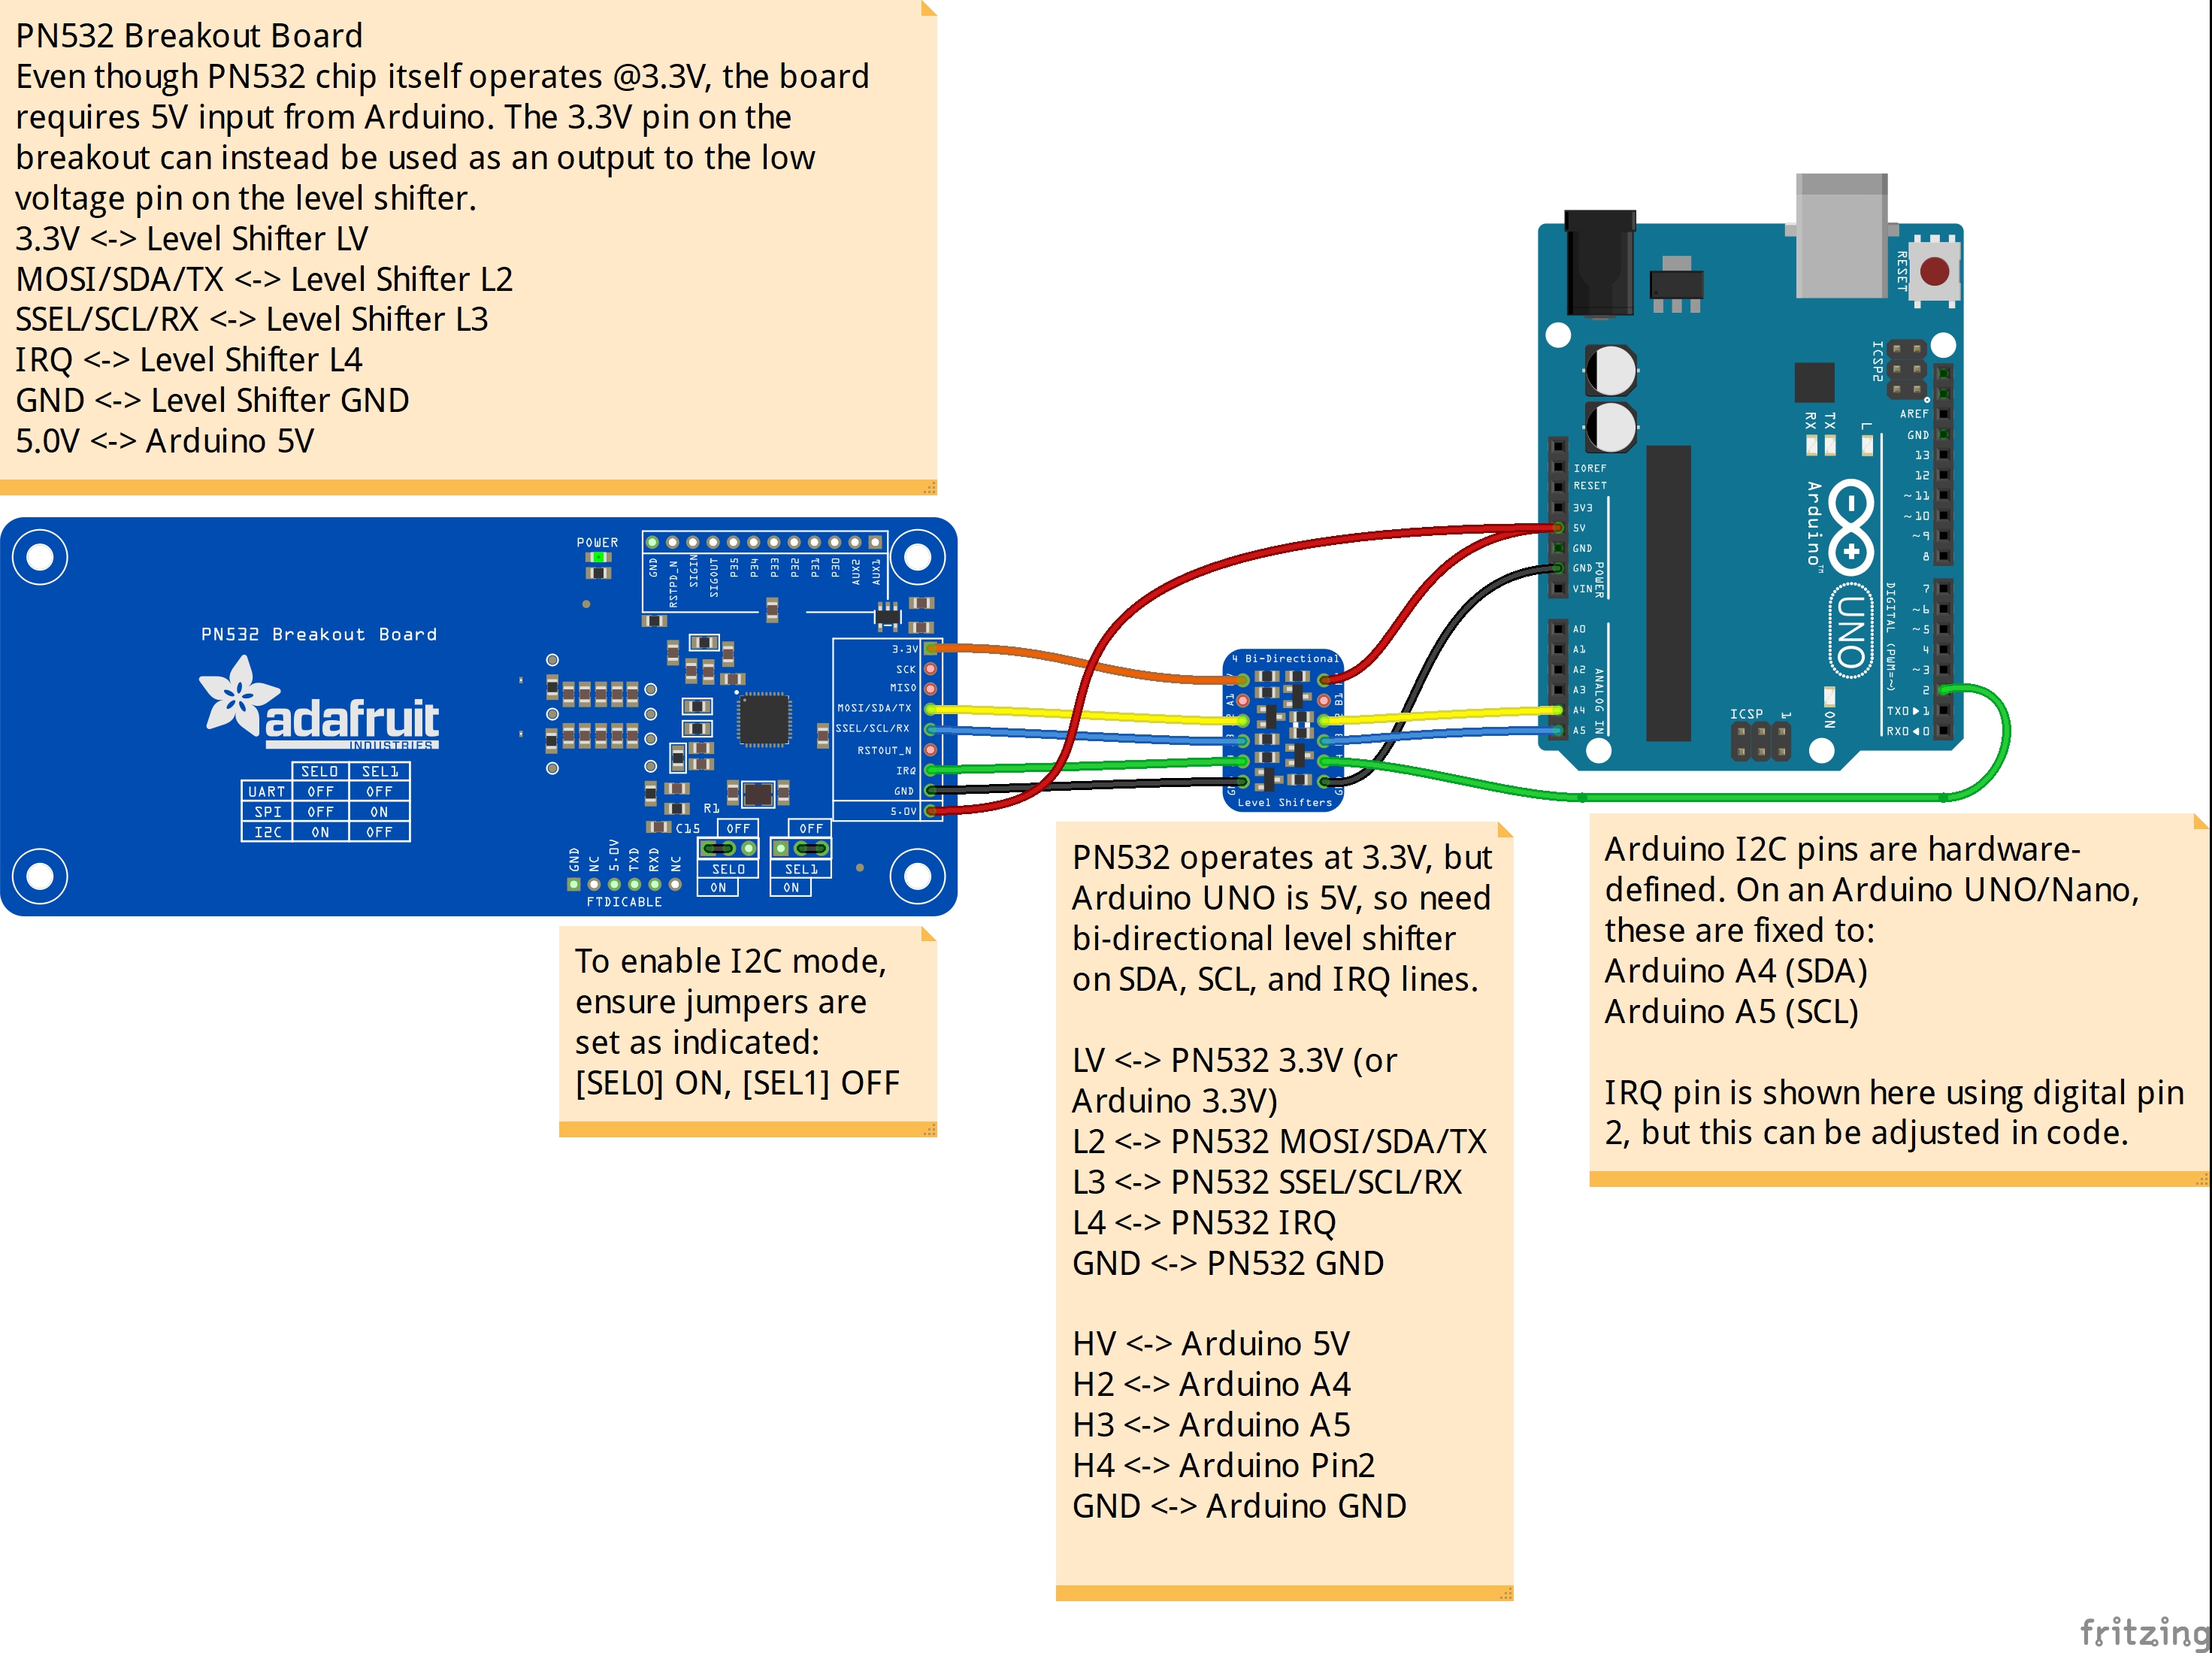 PN532 Breakout Board
Even though PN532 chip itself operates @3.3V, the board
requires 5V input from Arduino. The 3.3V pin on the
breakout can instead be used as an output to the low
voltage pin on the level shifter.
3.3V <-> Level Shifter LV
MOSI/SDA/TX <-> Level Shifter L2
SSEL/SCL/RX <-> Level Shifter L3
IRQ <-> Level Shifter L4
GND <-> Level Shifter GND
5.0V <-> Arduino 5V
POWER
GND
RSTPD_N
SIGIN
SIGOUT
P35
P34
P33
P32
P31
P30
AUX2
AUX1
PN532 Breakout Board
adafruit
INDUSTRIES
SEL0 SEL1
UART OFF OFF
SPI OFF ON
I2C ON OFF
3.3V
SCK
MISO
MOSI/SDA/TX
SSEL/SCL/RX
RSTOUT_N
IRQ
GND
5.0V
R1
C15
OFF OFF
SEL0 SEL1
ON ON
GND
NC
5.0V
TXD
RXD
NC
FTDICABLE
4 Bi-Directional
A1
B1
Level Shifters
RESET
ICSP2
AREF
GND
13
12
~11
~10
~9
8
7
~6
~5
4
~3
2
TX0 1
RX0 0
DIGITAL (PWM=~)
RX
TX
L
Arduino™
UNO
ON
ICSP
1
IOREF
RESET
3V3
5V
GND
GND
VIN
POWER
A0
A1
A2
A3
A4
A5
ANALOG IN
To enable I2C mode,
ensure jumpers are
set as indicated:
[SEL0] ON, [SEL1] OFF
PN532 operates at 3.3V, but
Arduino UNO is 5V, so need
bi-directional level shifter
on SDA, SCL, and IRQ lines.
LV <-> PN532 3.3V (or
Arduino 3.3V)
L2 <-> PN532 MOSI/SDA/TX
L3 <-> PN532 SSEL/SCL/RX
L4 <-> PN532 IRQ
GND <-> PN532 GND
HV <-> Arduino 5V
H2 <-> Arduino A4
H3 <-> Arduino A5
H4 <-> Arduino Pin2
GND <-> Arduino GND
Arduino I2C pins are hardware-
defined. On an Arduino UNO/Nano,
these are fixed to:
Arduino A4 (SDA)
Arduino A5 (SCL)
IRQ pin is shown here using digital pin
2, but this can be adjusted in code.
fritzing